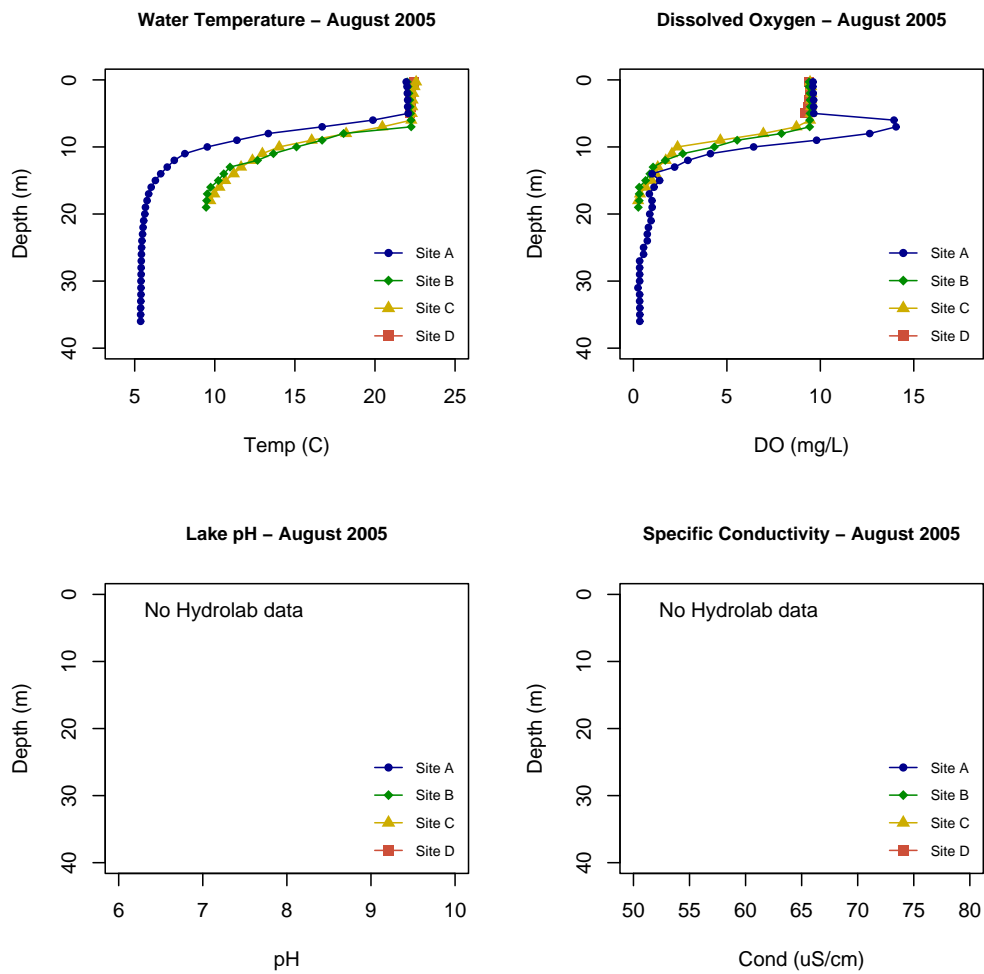 Water Temperature − August 2005
0
10
20
30
40
Depth (m)
Site A
Site B
Site C
Site D
5
10
15
20
25
Temp (C)
Dissolved Oxygen − August 2005
0
10
20
30
40
Depth (m)
Site A
Site B
Site C
Site D
0
5
10
15
DO (mg/L)
Lake pH − August 2005
No Hydrolab data
0
10
20
30
40
Depth (m)
Site A
Site B
Site C
Site D
6
7
8
9
10
pH
Specific Conductivity − August 2005
No Hydrolab data
0
10
20
30
40
Depth (m)
Site A
Site B
Site C
Site D
50
55
60
65
70
75
80
Cond (uS/cm)